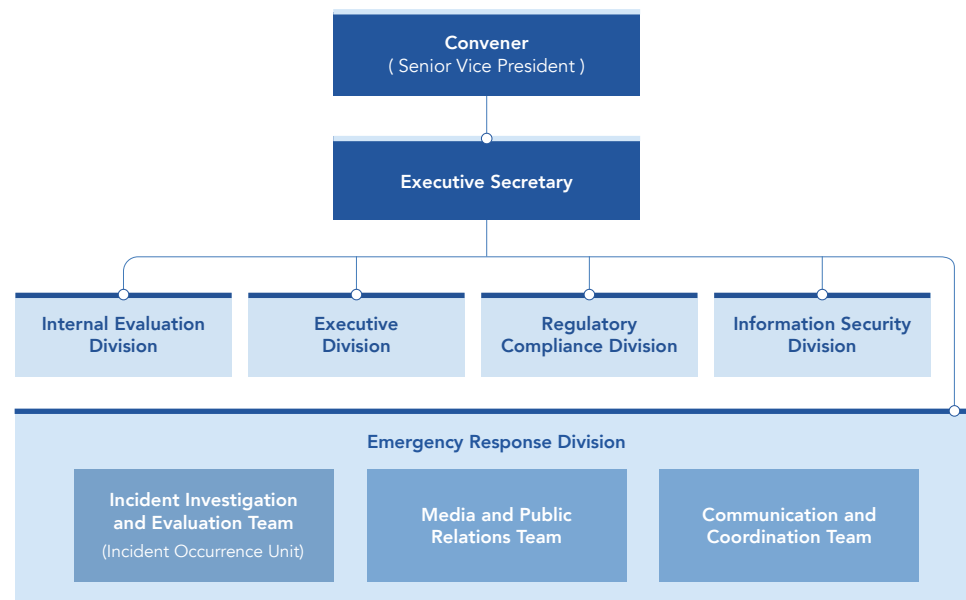 Convener
( Senior Vice President )
Executive Secretary
Internal Evaluation
Division
Executive
Division
Regulatory
Compliance Division
Information Security
Division
Emergency Response Division
Incident Investigation
and Evaluation Team
(Incident Occurrence Unit)
Media and Public
Relations Team
Communication and
Coordination Team